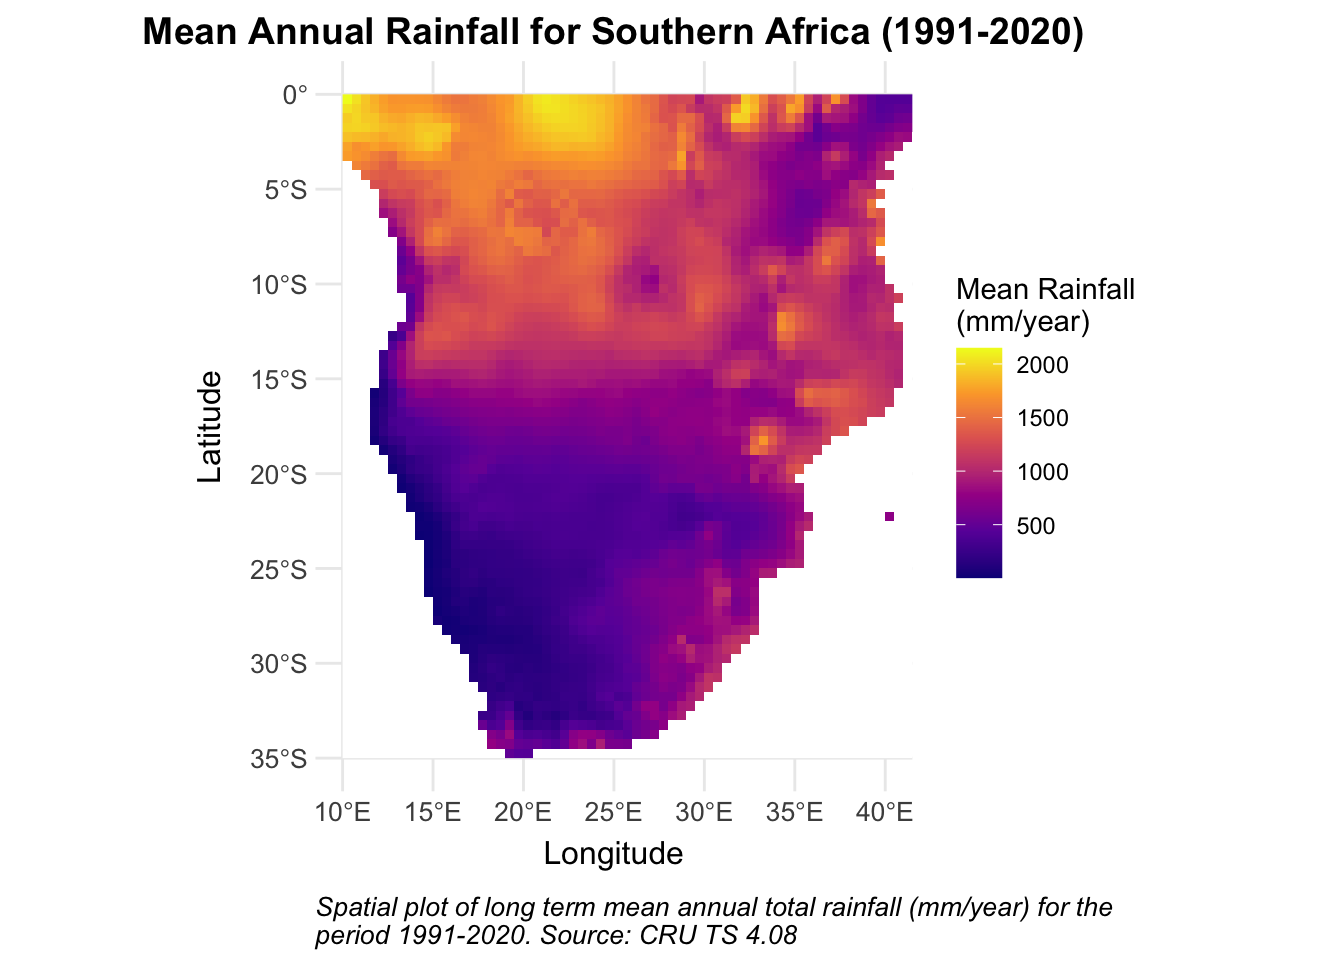 Mean Annual Rainfall for Southern Africa (1991-2020)
0°
5°S
10°S
15°S
20°S
25°S
30°S
35°S
Latitude
10°E 15°E 20°E 25°E 30°E 35°E 40°E
Longitude
Mean Rainfall
(mm/year)
2000
1500
1000
500
Spatial plot of long term mean annual total rainfall (mm/year) for the
period 1991-2020. Source: CRU TS 4.08